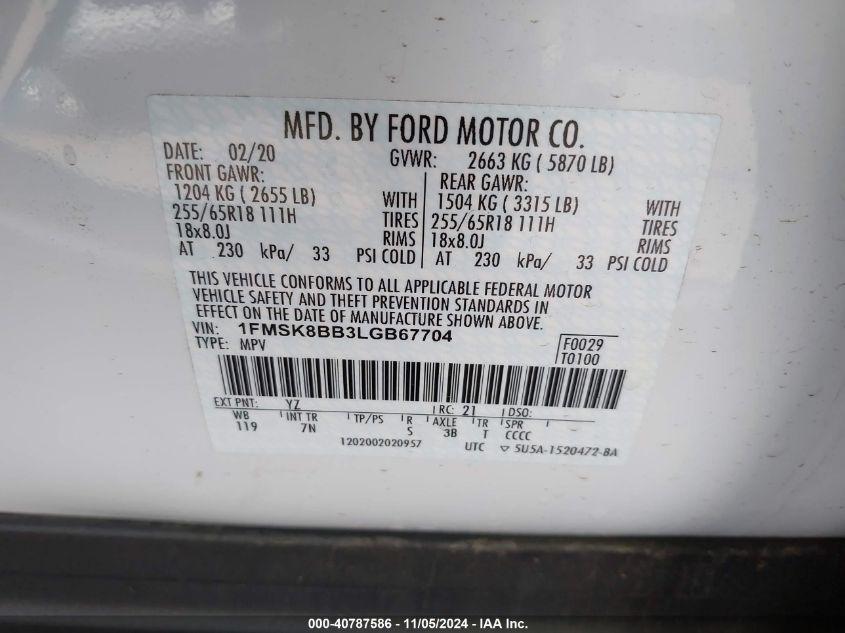 MFD. BY FORD MOTOR CO.
DATE: 02/20 GVWR: 2663 KG ( 5870 LB)
FRONT GAWR: REAR GAWR:
1204 KG ( 2655 LB) WITH 1504 KG ( 3315 LB) WITH
255/65R18 111H TIRES 255/65R18 111H TIRES
18x8.0J RIMS 18x8.0J RIMS
AT 230 kPa/ 33 PSI COLD AT 230 kPa/ 33 PSI COLD
THIS VEHICLE CONFORMS TO ALL APPLICABLE FEDERAL MOTOR
VEHICLE SAFETY AND THEFT PREVENTION STANDARDS IN
EFFECT ON THE DATE OF MANUFACTURE SHOWN ABOVE.
VIN: 1FMSK8BB3LGB67704
TYPE: MPV
F0029
T0100
EXT PNT: YZ RC: 21 DSO:
WB INT TR TP/PS R AXLE TR SPR
119 7N S 3B T CCCC
1202002020957 UTC ▽ 5U5A-1520472-BA
000-40787586 - 11/05/2024 - IAA Inc.